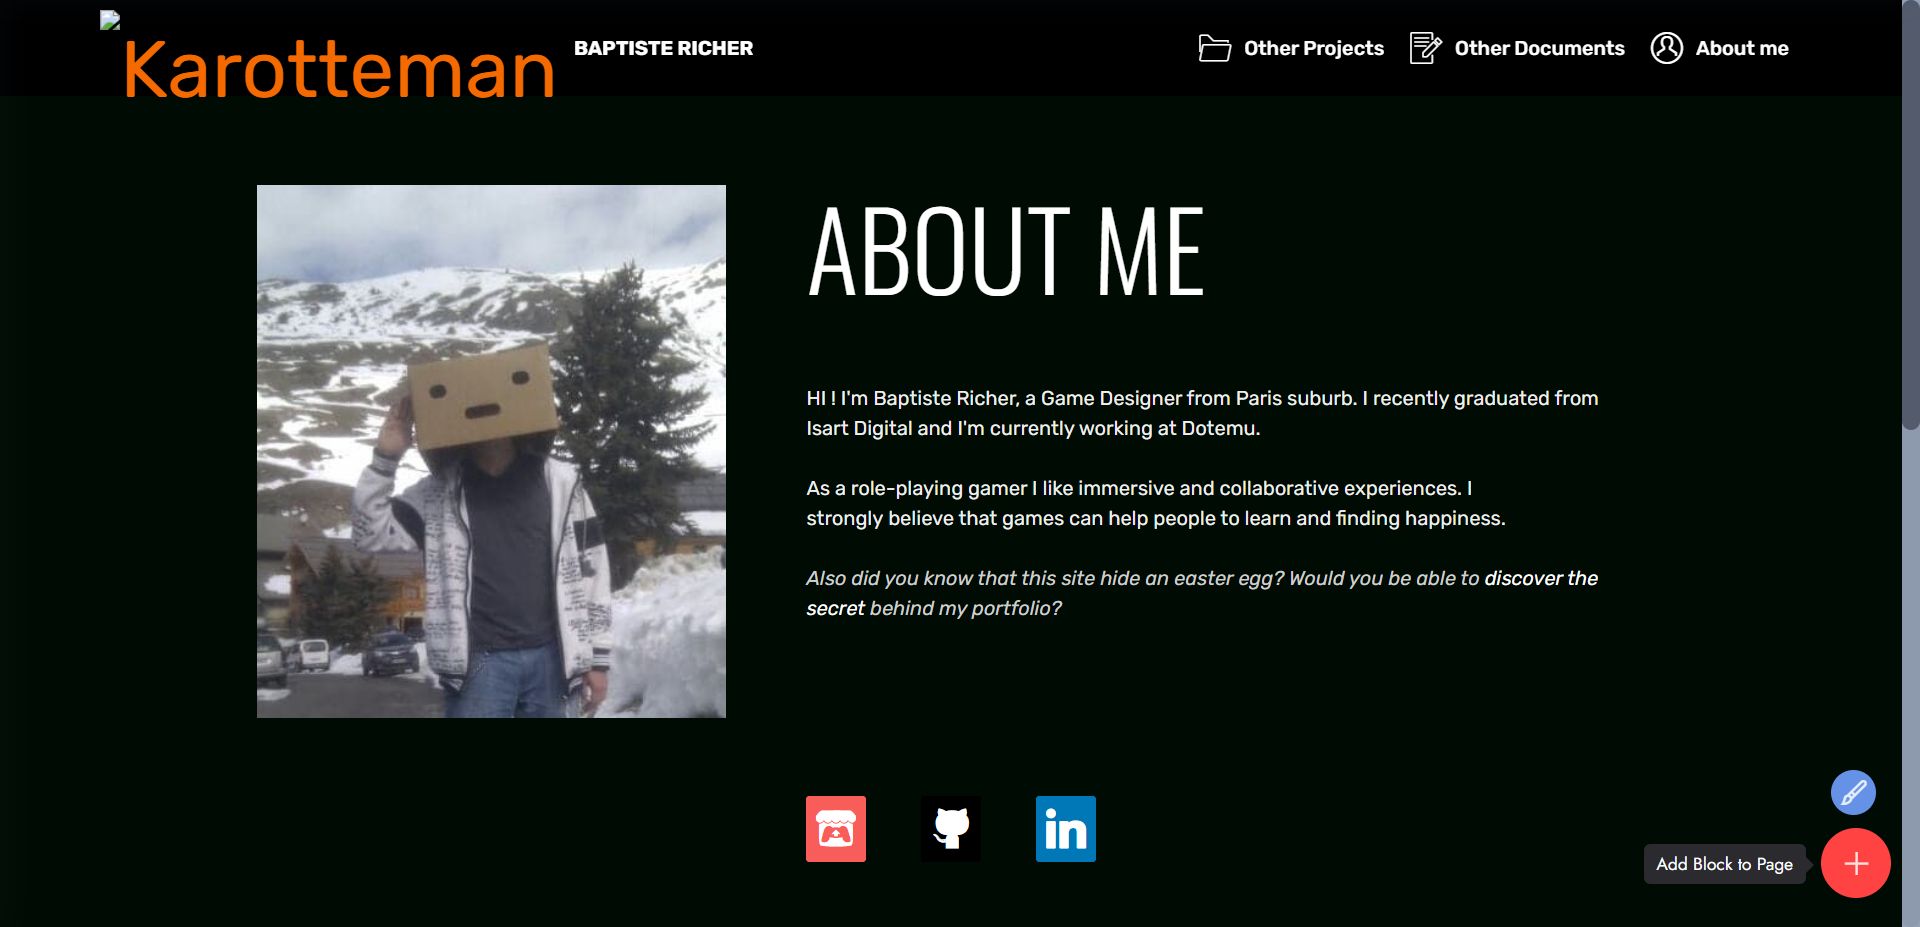 Karotteman
BAPTISTE RICHER
Other Projects
Other Documents
About me
ABOUT ME
HI ! I'm Baptiste Richer, a Game Designer from Paris suburb. I recently graduated from
Isart Digital and I'm currently working at Dotemu.
As a role-playing gamer I like immersive and collaborative experiences. I
strongly believe that games can help people to learn and finding happiness.
Also did you know that this site hide an easter egg? Would you be able to discover the
secret behind my portfolio?
in
Add Block to Page